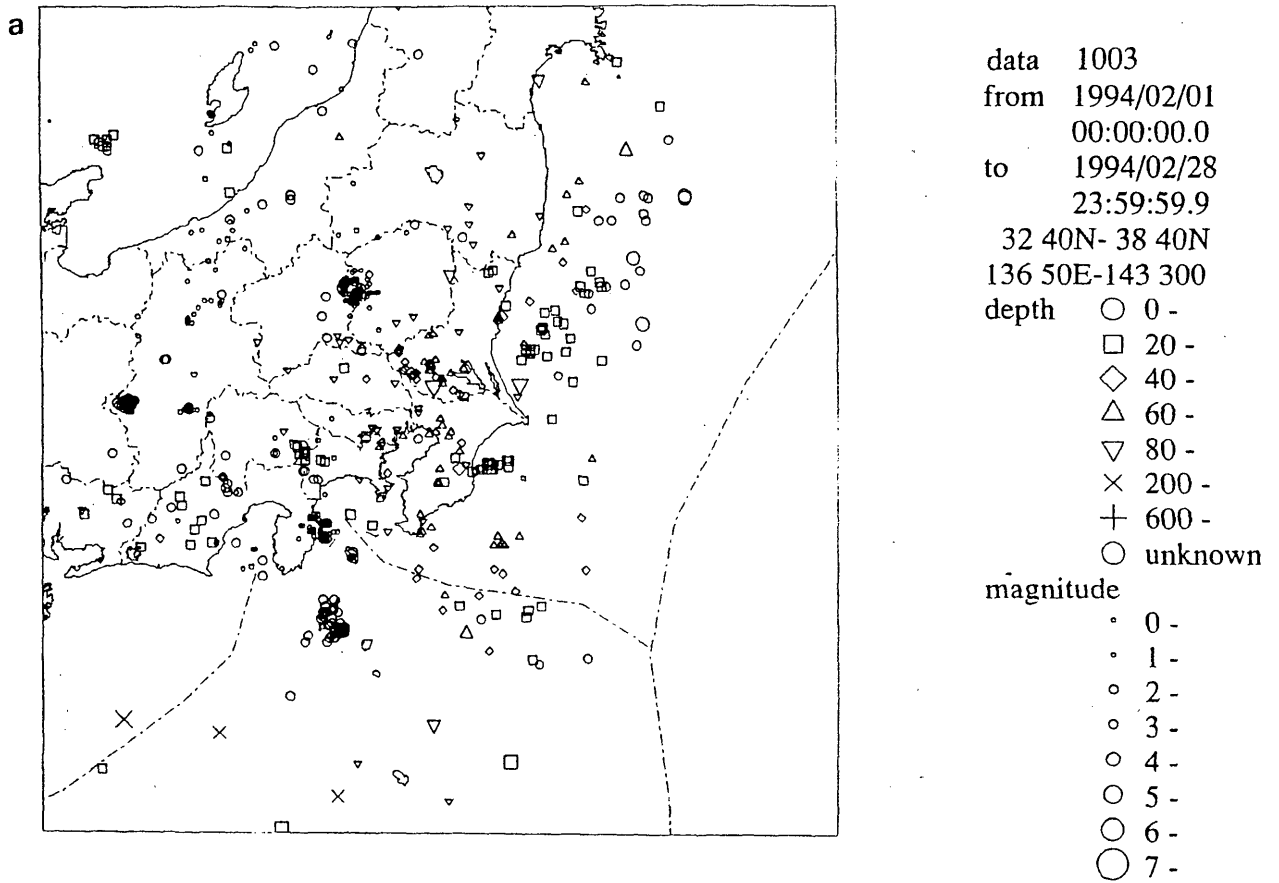 a
data 1003
from 1994/02/01
00:00:00.0
to 1994/02/28
23:59:59.9
32 40N- 38 40N
136 50E-143 300
depth ○ 0 -
□ 20 -
◇ 40 -
△ 60 -
▽ 80 -
× 200 -
+ 600 -
○ unknown
magnitude
0 -
1 -
2 -
3 -
4 -
5 -
6 -
7 -